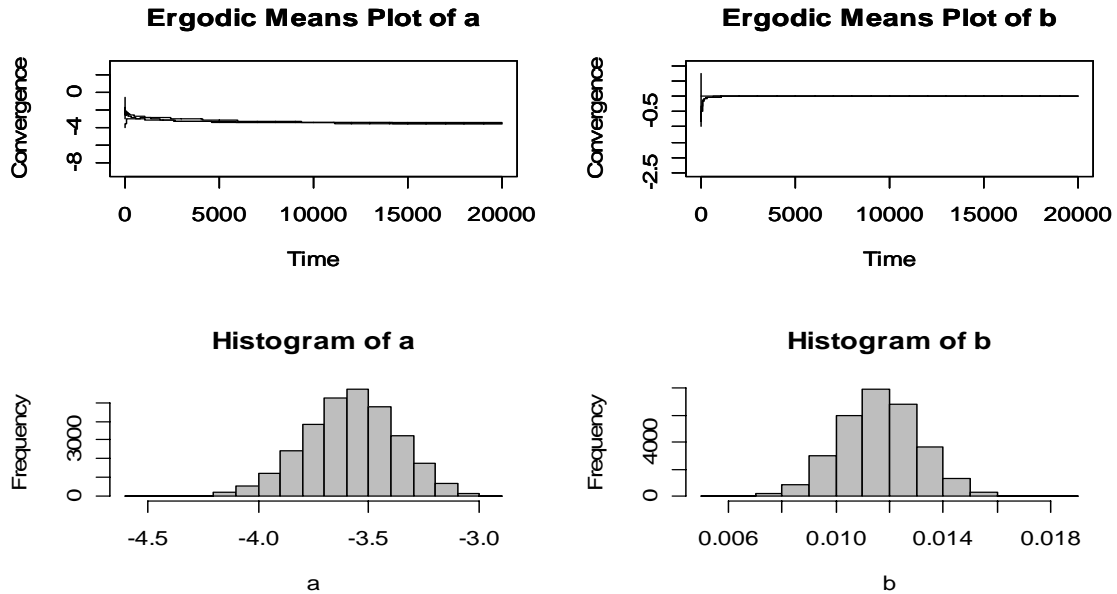 Ergodic Means Plot of a
Convergence
0
-4
-8
0 5000 10000 15000 20000
Time
Ergodic Means Plot of b
Convergence
-0.5
-2.5
0 5000 10000 15000 20000
Time
Histogram of a
Frequency
3000
0
-4.5 -4.0 -3.5 -3.0
a
Histogram of b
Frequency
4000
0
0.006 0.010 0.014 0.018
b